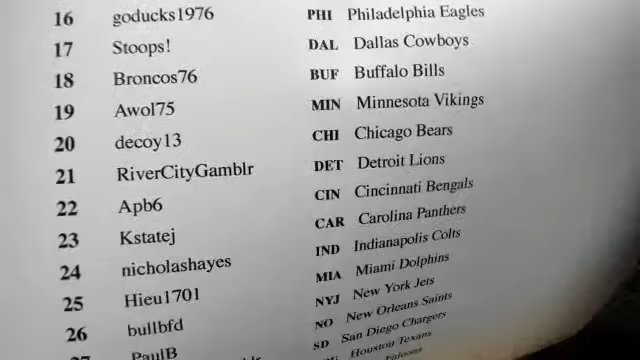 16 goducks1976 PHI Philadelphia Eagles
17 Stoops! DAL Dallas Cowboys
18 Broncos76 BUF Buffalo Bills
19 Awol75 MIN Minnesota Vikings
20 decoy13 CHI Chicago Bears
21 RiverCityGamblr DET Detroit Lions
22 Apb6 CIN Cincinnati Bengals
23 Kstatej CAR Carolina Panthers
24 nicholashayes IND Indianapolis Colts
25 Hieu1701 MIA Miami Dolphins
26 bullbfd NYJ New York Jets
27 PaulB NO New Orleans Saints
SD San Diego Chargers
Houston Texans
Falcons